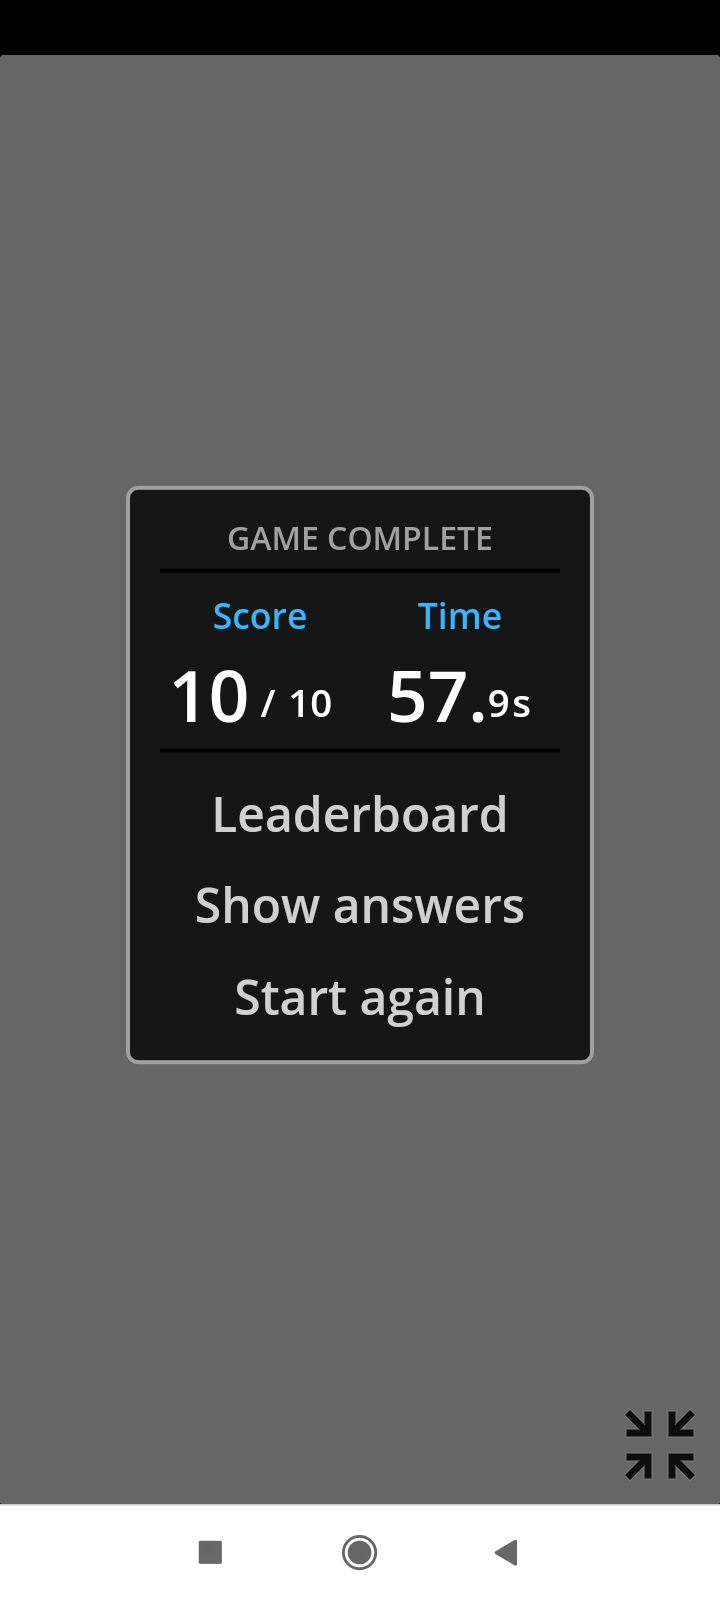 GAME COMPLETE
Score Time
10 / 10 57.9s
Leaderboard
Show answers
Start again